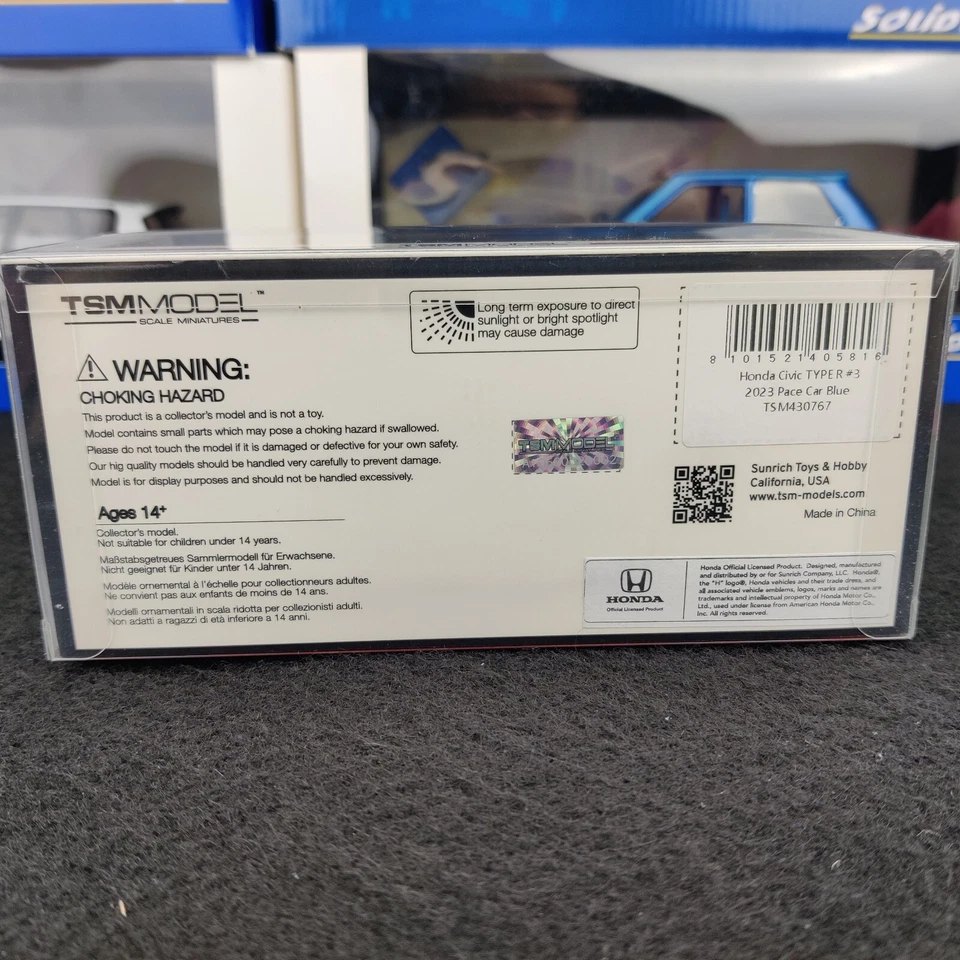 SOLID
TSMMODEL
TSMMODEL™
SCALE MINIATURES
Long term exposure to direct
sunlight or bright spotlight
may cause damage
8 10152140581 6
Honda Civic TYPE R #3
2023 Pace Car Blue
TSM430767
WARNING:
CHOKING HAZARD
This product is a collector's model and is not a toy.
Model contains small parts which may pose a choking hazard if swallowed.
Please do not touch the model if it is damaged or defective for your own safety.
Our hig quality models should be handled very carefully to prevent damage.
Model is for display purposes and should not be handled excessively.
TSMMODEL
Sunrich Toys & Hobby
California, USA
www.tsm-models.com
Made in China
Ages 14+
Collector's model.
Not suitable for children under 14 years.
Maßstabsgetreues Sammlermodell für Erwachsene.
Nicht geeignet für Kinder unter 14 Jahren.
Modèle ornemental à l'échelle pour collectionneurs adultes.
Ne convient pas aux enfants de moins de 14 ans.
Modelli ornamentali in scala ridotta per collezionisti adulti.
Non adatti a ragazzi di età inferiore a 14 anni.
HONDA
Official Licensed Product
Honda Official Licensed Product. Designed, manufactured
and distributed by or for Sunrich Company, LLC. Honda®,
the "H" logo®, Honda vehicles and their trade dress, and
all associated vehicle emblems, logos, marks and names are
trademarks and intellectual property of Honda Motor Co.,
Ltd., used under license from American Honda Motor Co.,
Inc. All rights reserved.